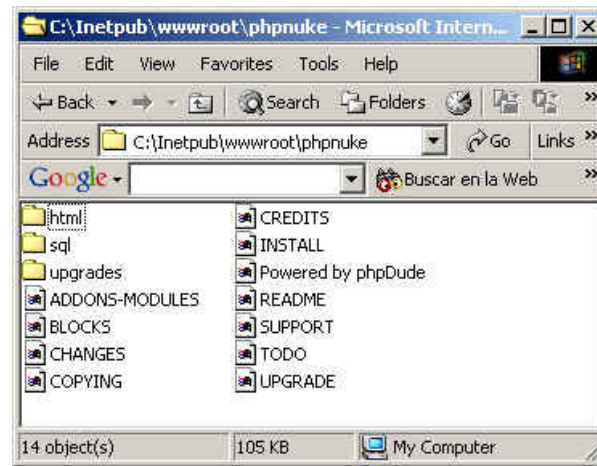 C:\Inetpub\wwwroot\phpnuke - Microsoft Intern...
File Edit View Favorites Tools Help
Back Search Folders »
Address C:\Inetpub\wwwroot\phpnuke Go Links »
Google Buscar en la Web »
html
sql
upgrades
ADDONS-MODULES
BLOCKS
CHANGES
COPYING
CREDITS
INSTALL
Powered by phpDude
README
SUPPORT
TODO
UPGRADE
14 object(s) 105 KB My Computer